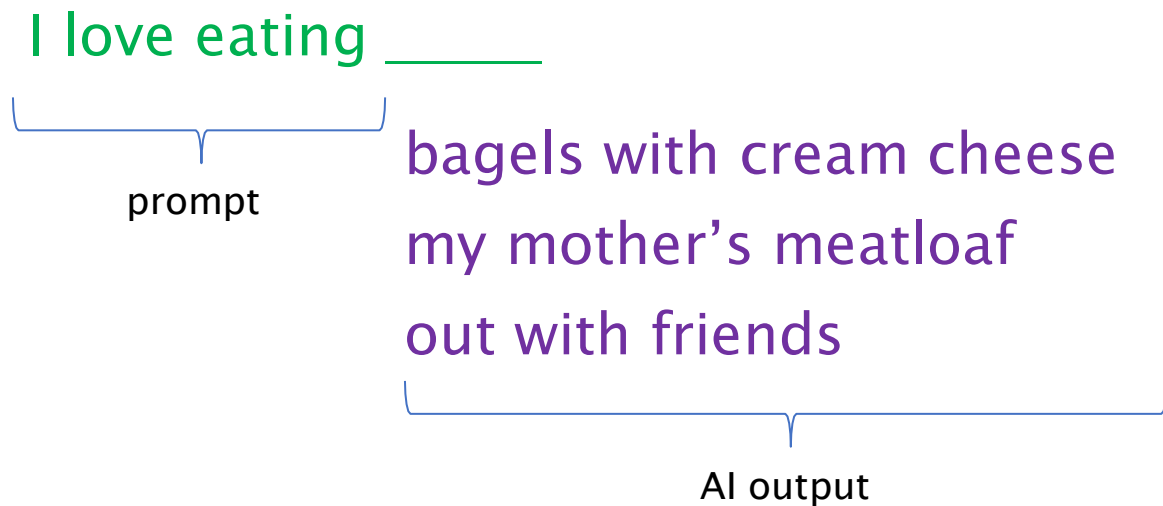 I love eating _____
bagels with cream cheese
prompt
my mother’s meatloaf
out with friends
AI output